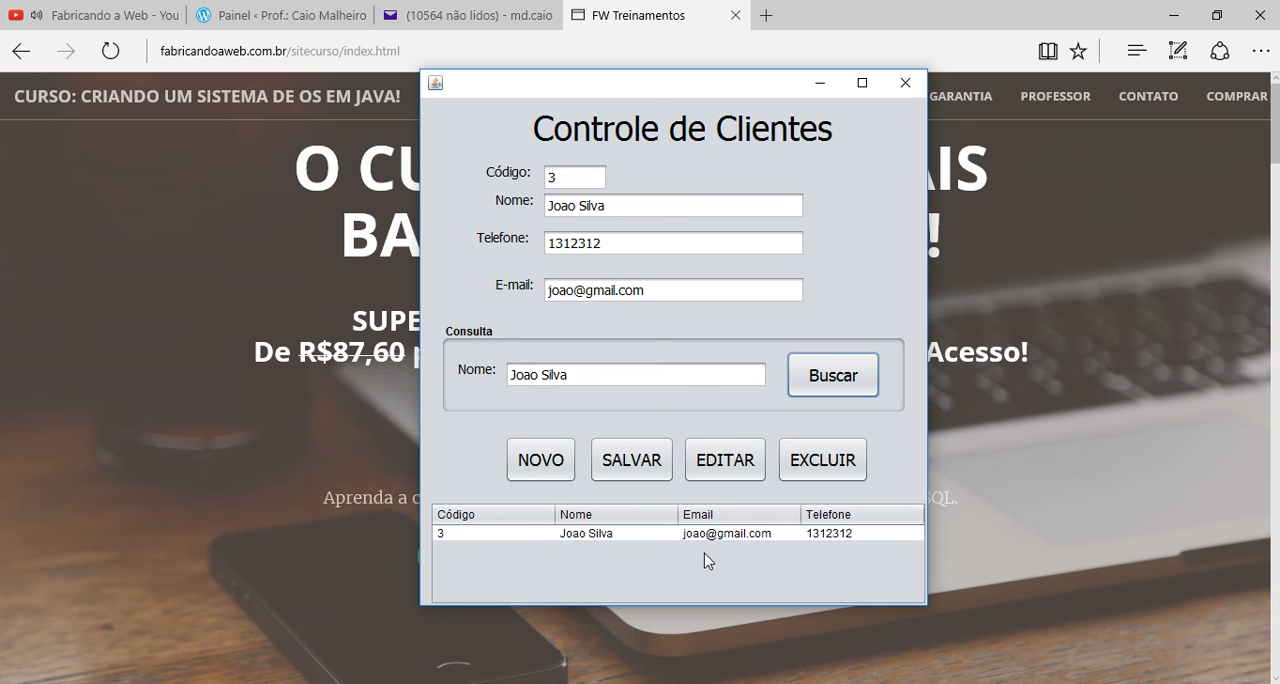 Fabricando a Web - You
Painel ‹ Prof.: Caio Malheiro
(10564 não lidos) - md.caio
FW Treinamentos
fabricandoaweb.com.br/sitecurso/index.html
CURSO: CRIANDO UM SISTEMA DE OS EM JAVA!
GARANTIA
PROFESSOR
CONTATO
COMPRAR
O CU
AIS
BA
!
SUPE
De R$87,60 p
Acesso!
Aprenda a c
SQL.
Controle de Clientes
Código: 3
Nome: Joao Silva
Telefone: 1312312
E-mail: joao@gmail.com
Consulta
Nome: Joao Silva Buscar
NOVO SALVAR EDITAR EXCLUIR
Código Nome Email Telefone
3 Joao Silva joao@gmail.com 1312312